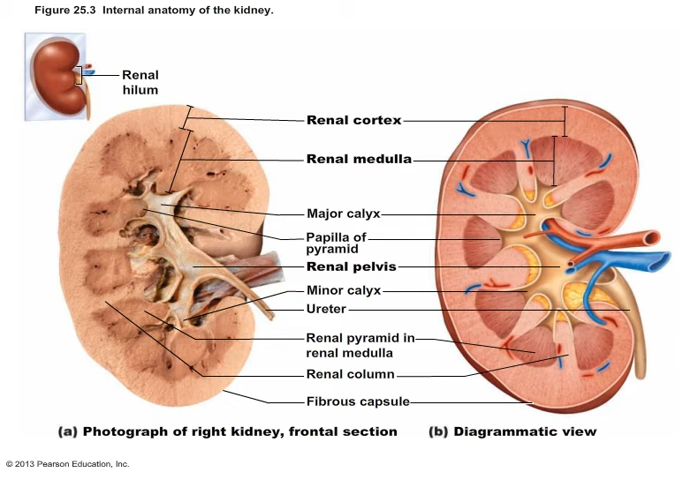 Figure 25.3 Internal anatomy of the kidney.
Renal
hilum
Renal cortex
Renal medulla
Major calyx
Papilla of
pyramid
Renal pelvis
Minor calyx
Ureter
Renal pyramid in
renal medulla
Renal column
Fibrous capsule
(a) Photograph of right kidney, frontal section
(b) Diagrammatic view
© 2013 Pearson Education, Inc.